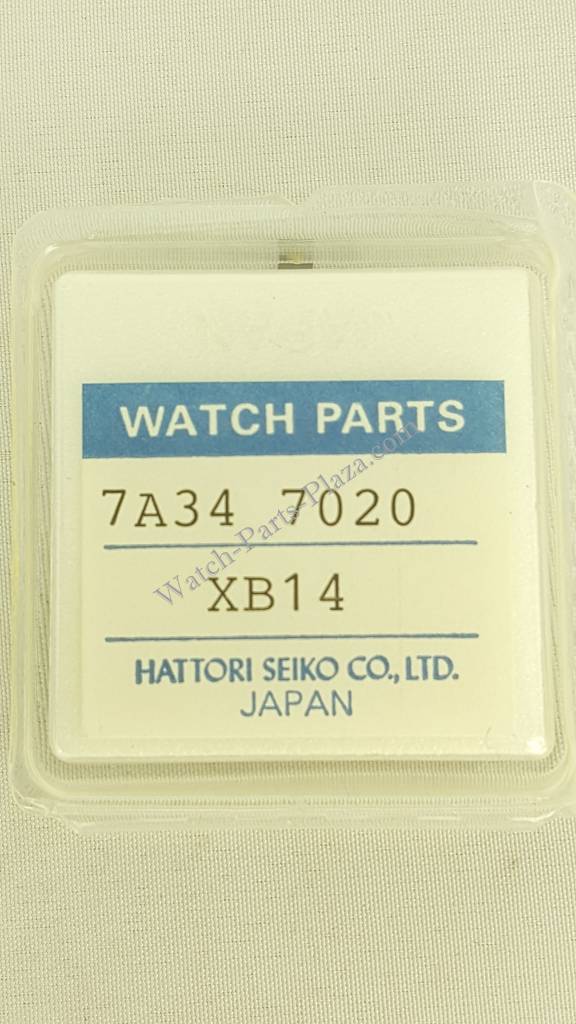 WATCH PARTS
7A34 7020
XB14
HATTORI SEIKO CO., LTD.
JAPAN
Watch-Parts-Plaza.com